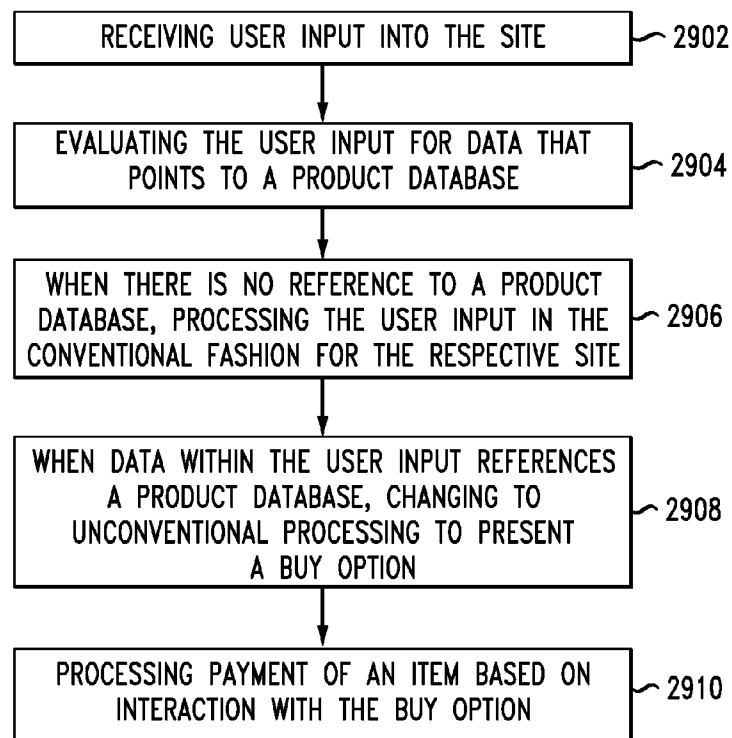 RECEIVING USER INPUT INTO THE SITE
2902
EVALUATING THE USER INPUT FOR DATA THAT
POINTS TO A PRODUCT DATABASE
2904
WHEN THERE IS NO REFERENCE TO A PRODUCT
DATABASE, PROCESSING THE USER INPUT IN THE
CONVENTIONAL FASHION FOR THE RESPECTIVE SITE
2906
WHEN DATA WITHIN THE USER INPUT REFERENCES
A PRODUCT DATABASE, CHANGING TO
UNCONVENTIONAL PROCESSING TO PRESENT
A BUY OPTION
2908
PROCESSING PAYMENT OF AN ITEM BASED ON
INTERACTION WITH THE BUY OPTION
2910